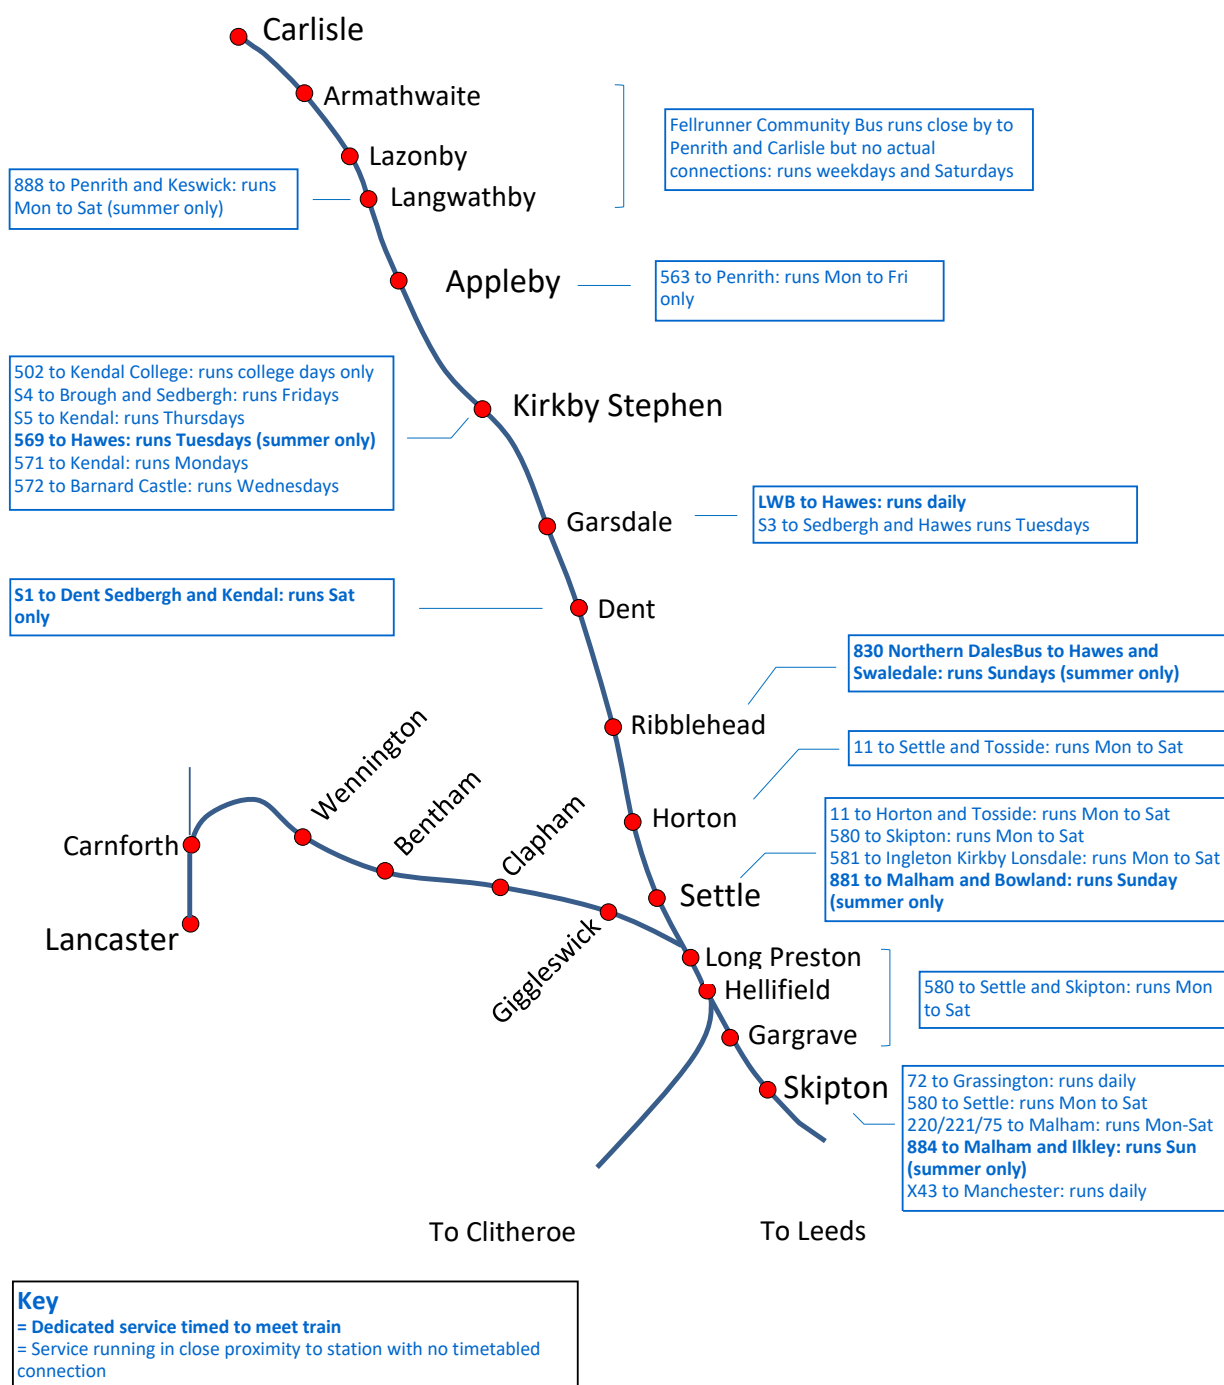 Carlisle
Armathwaite
Fellrunner Community Bus runs close by to
Penrith and Carlisle but no actual
connections: runs weekdays and Saturdays
Lazonby
888 to Penrith and Keswick: runs
Mon to Sat (summer only)
Langwathby
Appleby
563 to Penrith: runs Mon to Fri
only
502 to Kendal College: runs college days only
S4 to Brough and Sedbergh: runs Fridays
S5 to Kendal: runs Thursdays
569 to Hawes: runs Tuesdays (summer only)
571 to Kendal: runs Mondays
572 to Barnard Castle: runs Wednesdays
Kirkby Stephen
Garsdale
LWB to Hawes: runs daily
S3 to Sedbergh and Hawes runs Tuesdays
S1 to Dent Sedbergh and Kendal: runs Sat
only
Dent
830 Northern DalesBus to Hawes and
Swaledale: runs Sundays (summer only)
Ribblehead
11 to Settle and Tosside: runs Mon to Sat
Horton
Wennington
Bentham
Clapham
Carnforth
Lancaster
Giggleswick
11 to Horton and Tosside: runs Mon to Sat
580 to Skipton: runs Mon to Sat
581 to Ingleton Kirkby Lonsdale: runs Mon to Sat
881 to Malham and Bowland: runs Sunday
(summer only
Settle
Long Preston
Hellifield
Gargrave
580 to Settle and Skipton: runs Mon
to Sat
Skipton
72 to Grassington: runs daily
580 to Settle: runs Mon to Sat
220/221/75 to Malham: runs Mon-Sat
884 to Malham and Ilkley: runs Sun
(summer only)
X43 to Manchester: runs daily
To Clitheroe
To Leeds
Key
= Dedicated service timed to meet train
= Service running in close proximity to station with no timetabled
connection